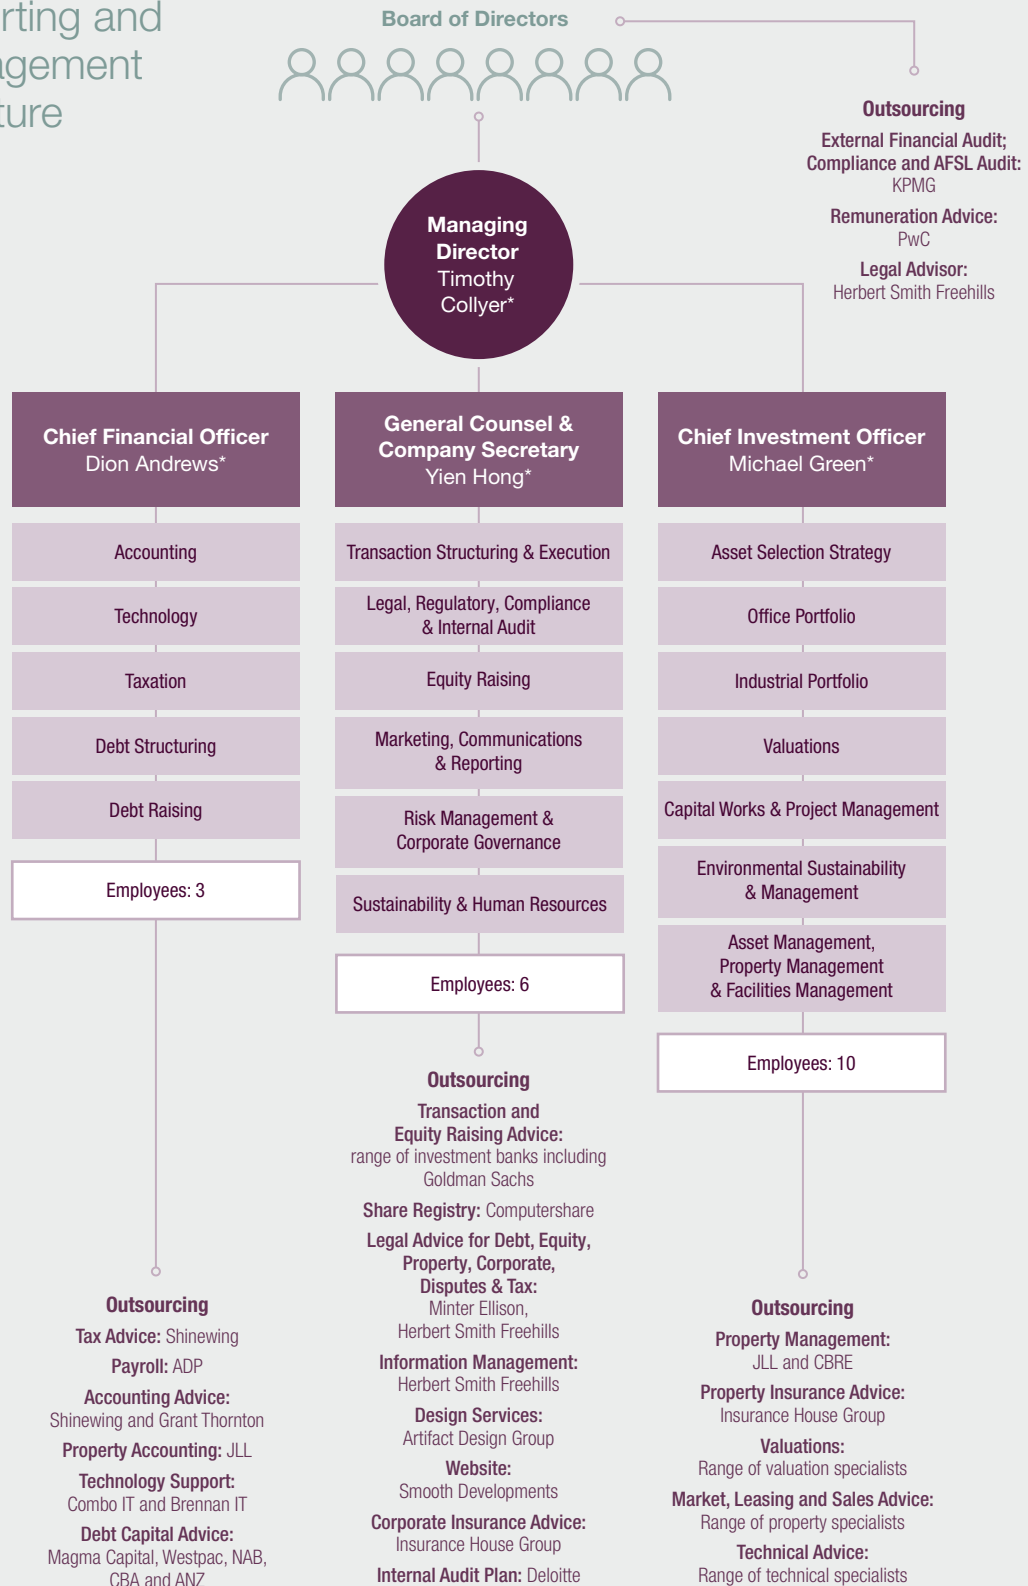 rting and
agement
ture
Board of Directors
Outsourcing
External Financial Audit;
Compliance and AFSL Audit:
KPMG
Remuneration Advice:
PwC
Legal Advisor:
Herbert Smith Freehills
Managing
Director
Timothy
Collyer*
Chief Financial Officer
Dion Andrews*
Accounting
Technology
Taxation
Debt Structuring
Debt Raising
Employees: 3
Outsourcing
Tax Advice: Shinewing
Payroll: ADP
Accounting Advice:
Shinewing and Grant Thornton
Property Accounting: JLL
Technology Support:
Combo IT and Brennan IT
Debt Capital Advice:
Magma Capital, Westpac, NAB,
CBA and ANZ
General Counsel &
Company Secretary
Yien Hong*
Transaction Structuring & Execution
Legal, Regulatory, Compliance
& Internal Audit
Equity Raising
Marketing, Communications
& Reporting
Risk Management &
Corporate Governance
Sustainability & Human Resources
Employees: 6
Outsourcing
Transaction and
Equity Raising Advice:
range of investment banks including
Goldman Sachs
Share Registry: Computershare
Legal Advice for Debt, Equity,
Property, Corporate,
Disputes & Tax:
Minter Ellison,
Herbert Smith Freehills
Information Management:
Herbert Smith Freehills
Design Services:
Artifact Design Group
Website:
Smooth Developments
Corporate Insurance Advice:
Insurance House Group
Internal Audit Plan: Deloitte
Chief Investment Officer
Michael Green*
Asset Selection Strategy
Office Portfolio
Industrial Portfolio
Valuations
Capital Works & Project Management
Environmental Sustainability
& Management
Asset Management,
Property Management
& Facilities Management
Employees: 10
Outsourcing
Property Management:
JLL and CBRE
Property Insurance Advice:
Insurance House Group
Valuations:
Range of valuation specialists
Market, Leasing and Sales Advice:
Range of property specialists
Technical Advice:
Range of technical specialists